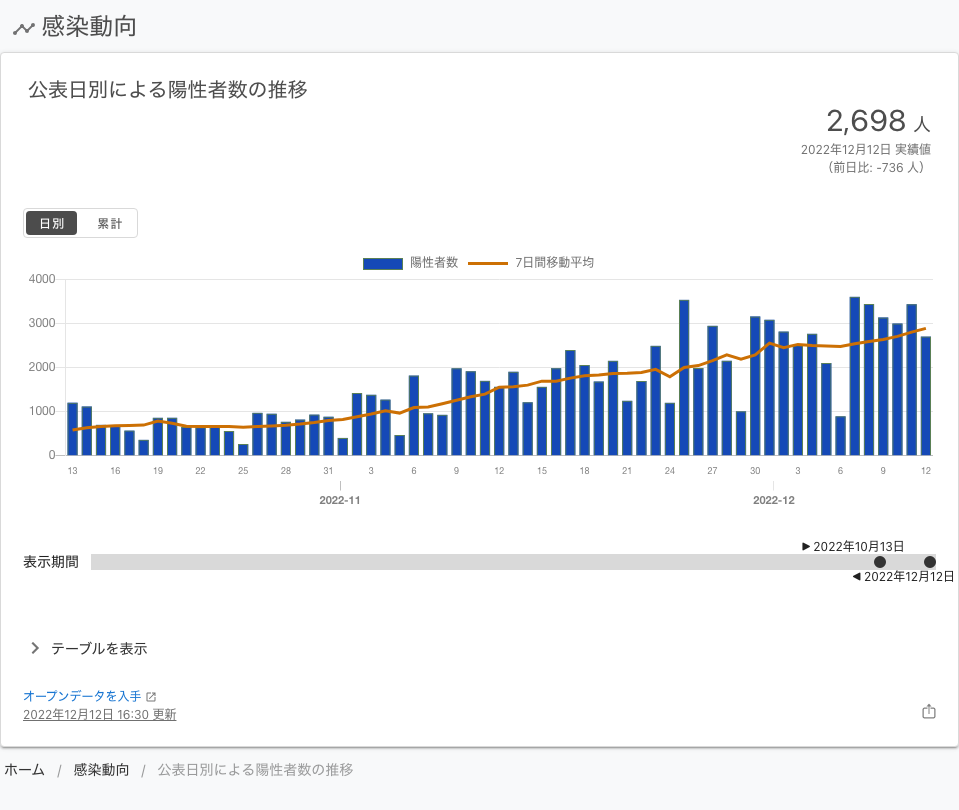 感染動向
公表日別による陽性者数の推移
2,698 人
2022年12月12日 実績値
（前日比: -736 人）
日別 累計
陽性者数 7日間移動平均
4000
3000
2000
1000
0
13 16 19 22 25 28 31 3 6 9 12 15 18 21 24 27 30 3 6 9 12
2022-11 2022-12
▶ 2022年10月13日
表示期間
◀ 2022年12月12日
テーブルを表示
オープンデータを入手
2022年12月12日 16:30 更新
ホーム / 感染動向 / 公表日別による陽性者数の推移